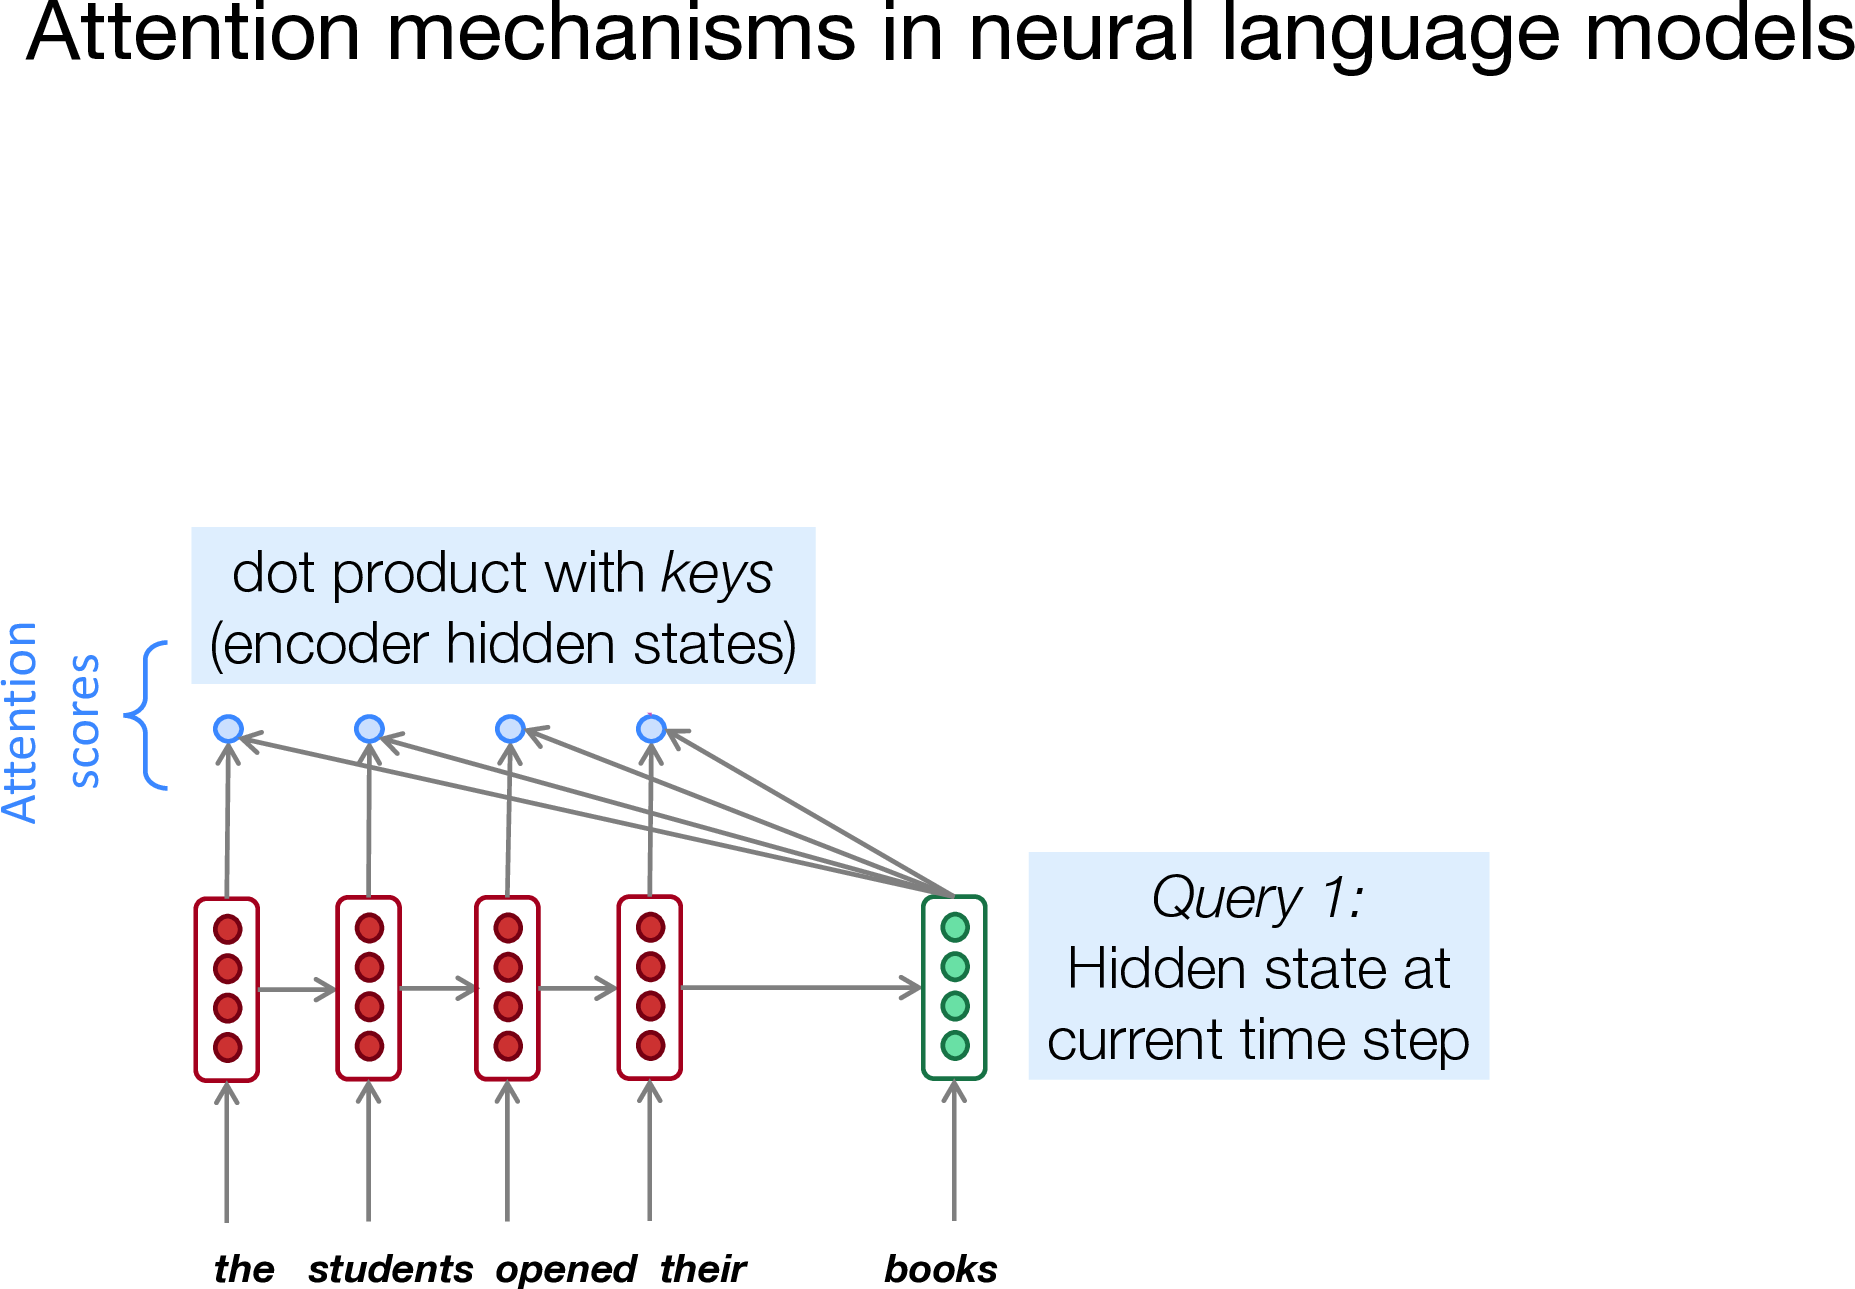 Attention mechanisms in neural language models
dot product with keys
(encoder hidden states)
Attention
scores
Query 1:
Hidden state at
current time step
the students opened their books